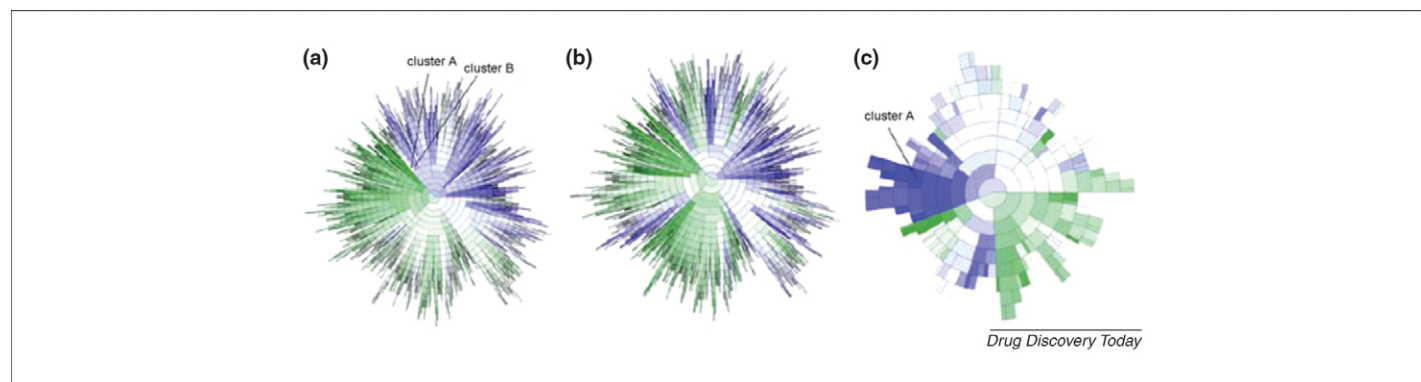 (a)
cluster A
cluster B
(b)
(c)
cluster A
Drug Discovery Today